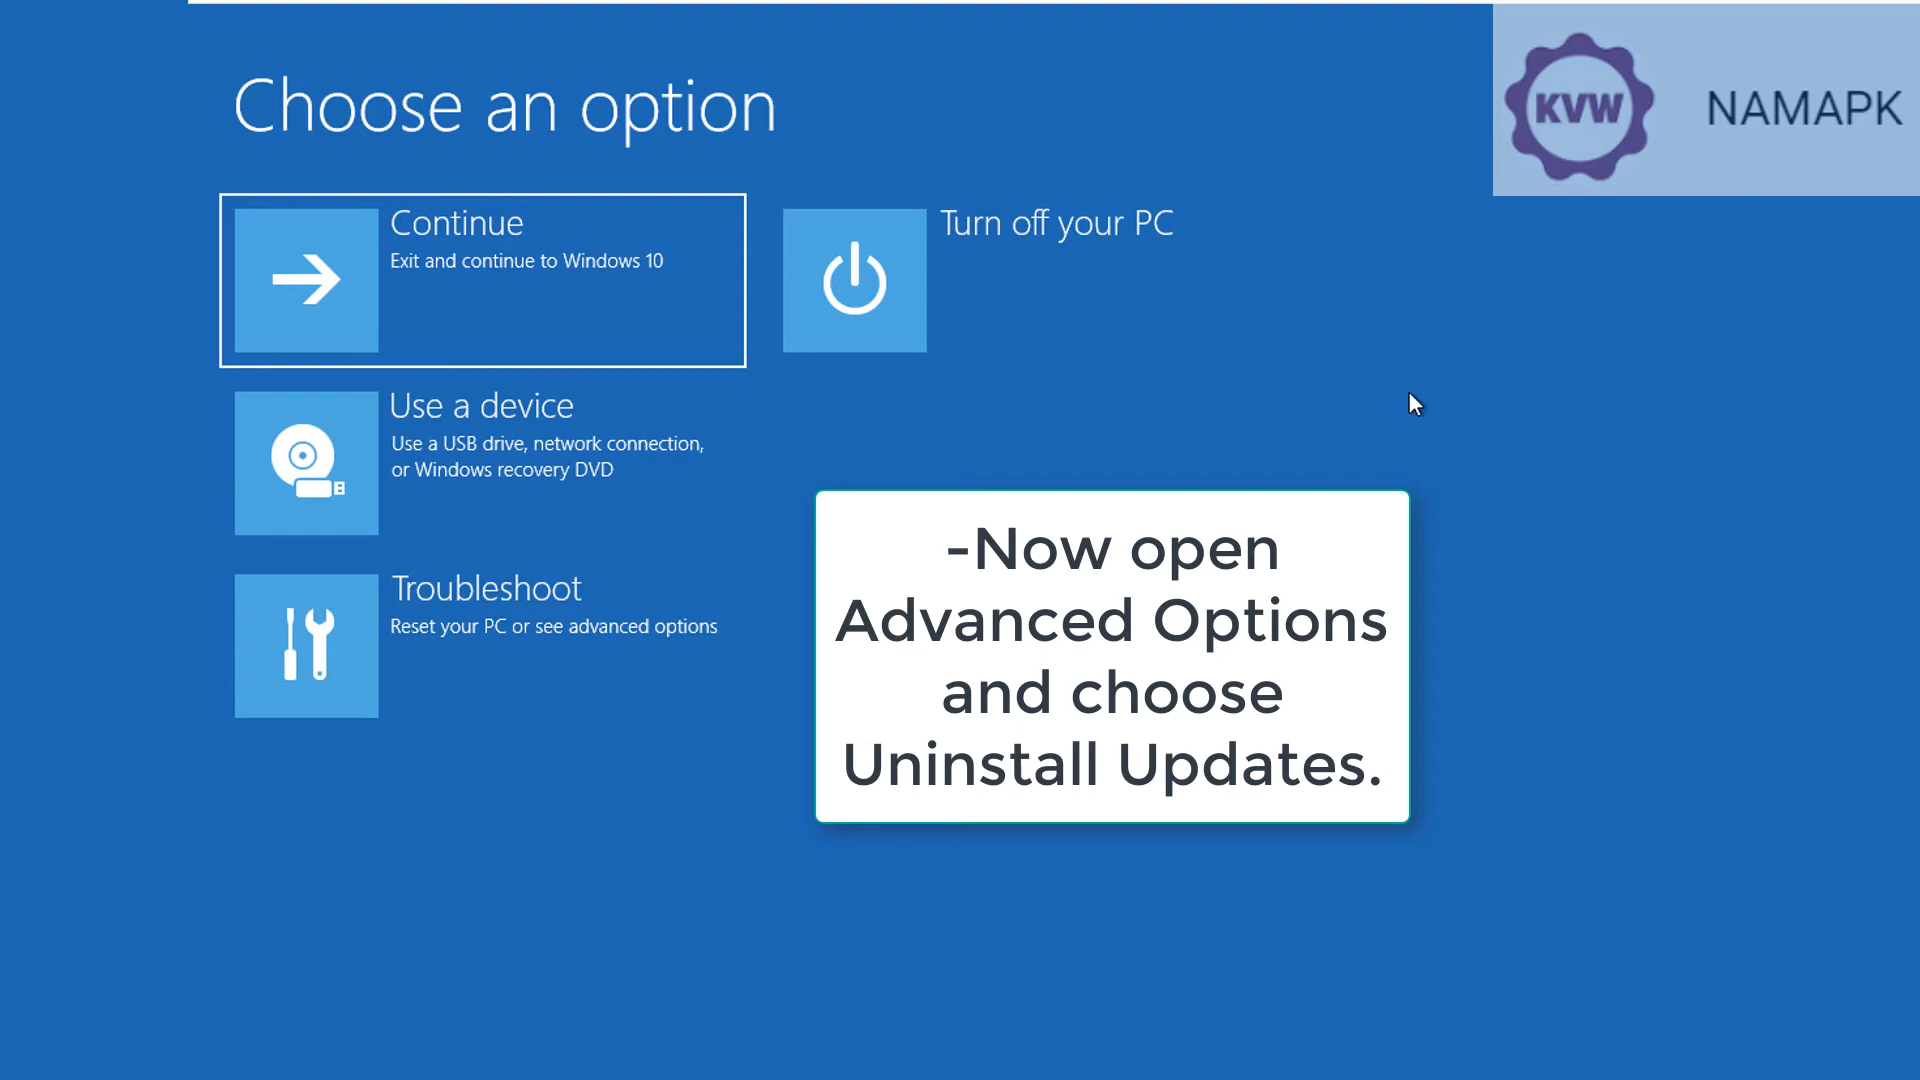 Choose an option
KVW
NAMAPK
Continue
Exit and continue to Windows 10
Turn off your PC
Use a device
Use a USB drive, network connection,
or Windows recovery DVD
Troubleshoot
Reset your PC or see advanced options
-Now open
Advanced Options
and choose
Uninstall Updates.